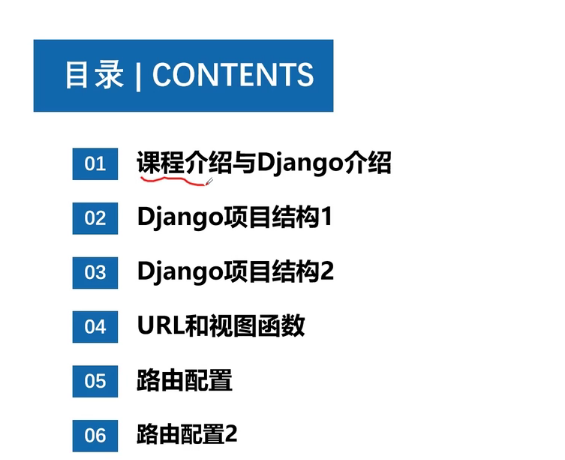 目录 | CONTENTS
01 课程介绍与Django介绍
02 Django项目结构1
03 Django项目结构2
04 URL和视图函数
05 路由配置
06 路由配置2